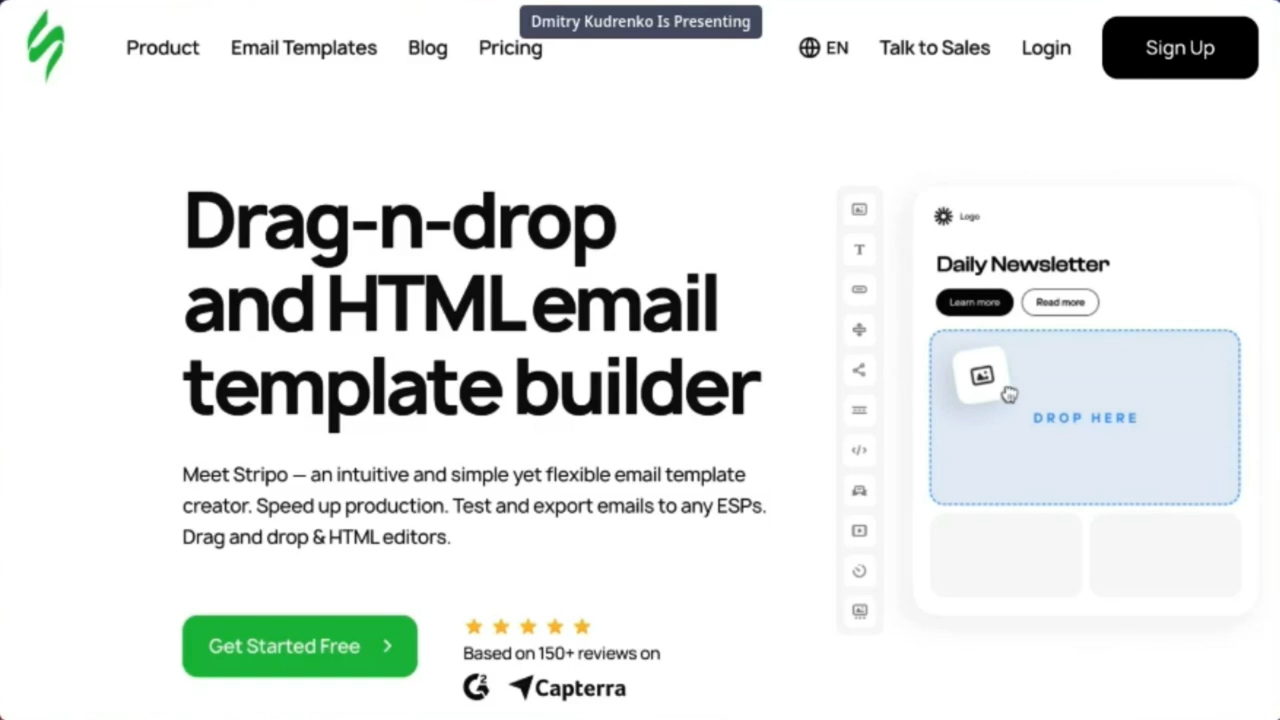 Dmitry Kudrenko Is Presenting
Product Email Templates Blog Pricing EN Talk to Sales Login Sign Up
Drag-n-drop
and HTML email
template builder
Meet Stripo — an intuitive and simple yet flexible email template
creator. Speed up production. Test and export emails to any ESPs.
Drag and drop & HTML editors.
Get Started Free
Based on 150+ reviews on
G2 Capterra
Logo
Daily Newsletter
Learn more Read more
DROP HERE
T